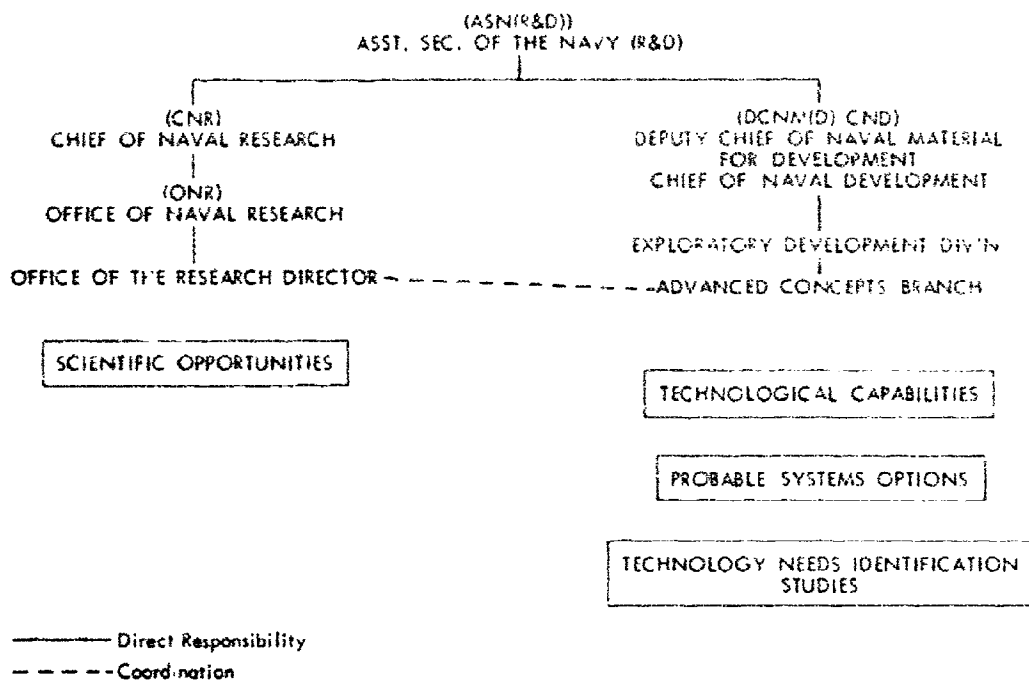 (ASN(R&D))
ASST. SEC. OF THE NAVY (R&D)
(CNR)
CHIEF OF NAVAL RESEARCH
(ONR)
OFFICE OF NAVAL RESEARCH
OFFICE OF THE RESEARCH DIRECTOR
(DCNM(D) CND)
DEPUTY CHIEF OF NAVAL MATERIAL
FOR DEVELOPMENT
CHIEF OF NAVAL DEVELOPMENT
EXPLORATORY DEVELOPMENT DIV'N
ADVANCED CONCEPTS BRANCH
SCIENTIFIC OPPORTUNITIES
TECHNOLOGICAL CAPABILITIES
PROBABLE SYSTEMS OPTIONS
TECHNOLOGY NEEDS IDENTIFICATION
STUDIES
Direct Responsibility
Coordination